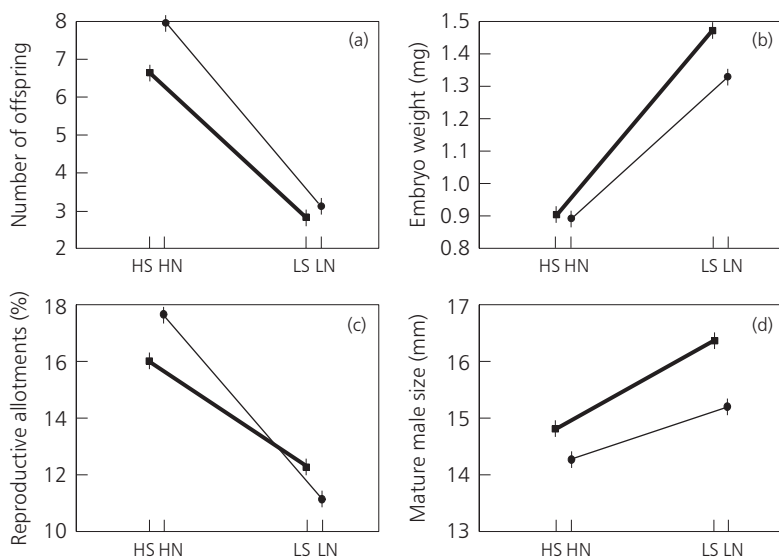 Number of offspring
8
7
6
5
4
3
2
(a)
HS HN
LS LN
Embryo weight (mg)
1.5
1.4
1.3
1.2
1.1
1.0
0.9
0.8
(b)
HS HN
LS LN
Reproductive allotments (%)
18
16
14
12
10
(c)
HS HN
LS LN
Mature male size (mm)
17
16
15
14
13
(d)
HS HN
LS LN